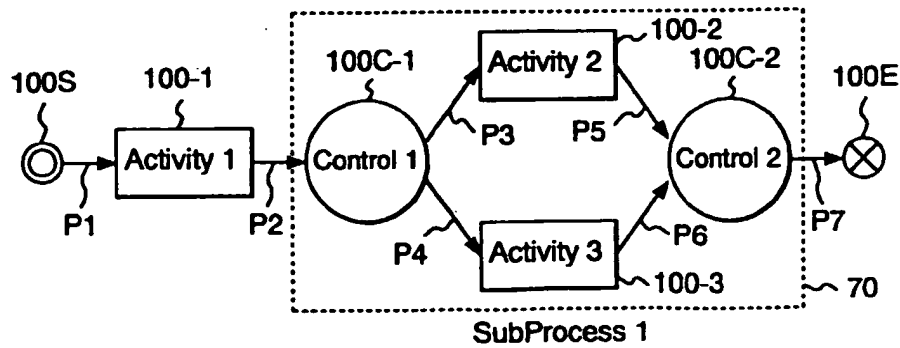 100S
100-1
100C-1
100-2
100C-2
100E
Activity 1
Control 1
Activity 2
Control 2
Activity 3
P1
P2
P3
P4
P5
P6
P7
100-3
70
SubProcess 1